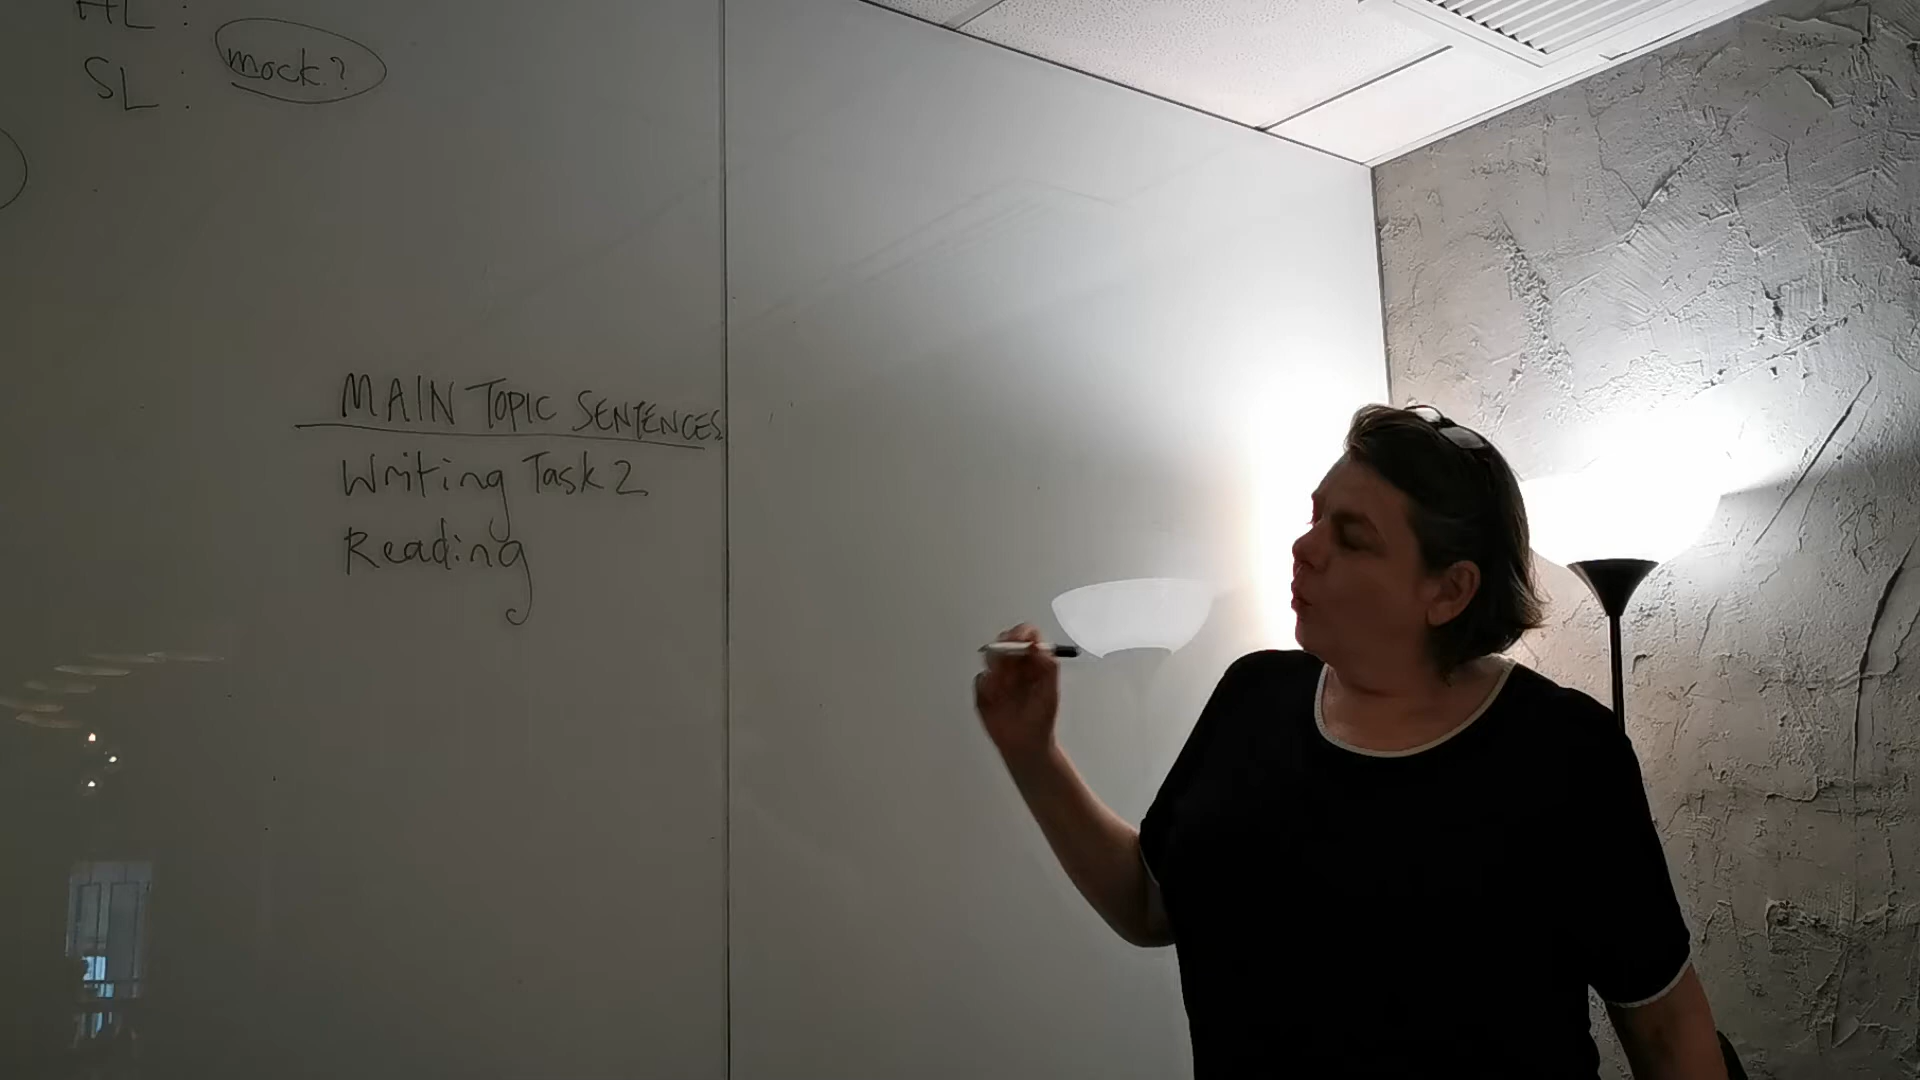 HL :
SL : mock?
MAIN TOPIC SENTENCES
Writing Task 2
Reading